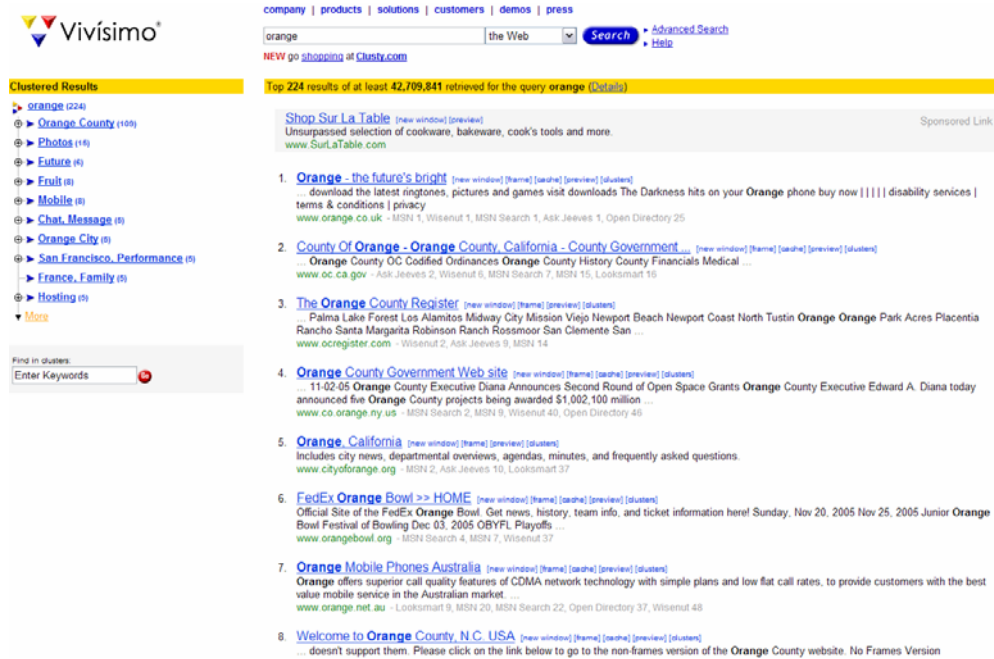 Vivísimo®
company | products | solutions | customers | demos | press
orange the Web Search Advanced Search
Help
NEW go shopping at Clusty.com
Clustered Results
orange (224)
Orange County (109)
Photos (15)
Future (4)
Fruit (8)
Mobile (8)
Chat, Message (5)
Orange City (5)
San Francisco, Performance (5)
France, Family (5)
Hosting (5)
More
Find in clusters:
Enter Keywords Go
Top 224 results of at least 42,709,841 retrieved for the query orange (Details)
Shop Sur La Table [new window] [preview] Sponsored Link
Unsurpassed selection of cookware, bakeware, cook's tools and more.
www.SurLaTable.com
1. Orange - the future's bright [new window] [frame] [cache] [preview] [clusters]
... download the latest ringtones, pictures and games visit downloads The Darkness hits on your Orange phone buy now | | | | | disability services |
terms & conditions | privacy
www.orange.co.uk - MSN 1, Wisenut 1, MSN Search 1, Ask Jeeves 1, Open Directory 25
2. County Of Orange - Orange County, California - County Government ... [new window] [frame] [cache] [preview] [clusters]
... Orange County OC Codified Ordinances Orange County History County Financials Medical ...
www.oc.ca.gov - Ask Jeeves 2, Wisenut 6, MSN Search 7, MSN 15, Looksmart 16
3. The Orange County Register [new window] [frame] [preview] [clusters]
... Palma Lake Forest Los Alamitos Midway City Mission Viejo Newport Beach Newport Coast North Tustin Orange Orange Park Acres Placentia
Rancho Santa Margarita Robinson Ranch Rossmoor San Clemente San ...
www.ocregister.com - Wisenut 2, Ask Jeeves 9, MSN 14
4. Orange County Government Web site [new window] [frame] [cache] [preview] [clusters]
... 11-02-05 Orange County Executive Diana Announces Second Round of Open Space Grants Orange County Executive Edward A. Diana today
announced five Orange County projects being awarded $1,002,100 million ...
www.co.orange.ny.us - MSN Search 2, MSN 9, Wisenut 40, Open Directory 46
5. Orange, California [new window] [frame] [preview] [clusters]
Includes city news, departmental overviews, agendas, minutes, and frequently asked questions.
www.cityoforange.org - MSN 2, Ask Jeeves 10, Looksmart 37
6. FedEx Orange Bowl >> HOME [new window] [frame] [cache] [preview] [clusters]
Official Site of the FedEx Orange Bowl. Get news, history, team info, and ticket information here! Sunday, Nov 20, 2005 Nov 25, 2005 Junior Orange
Bowl Festival of Bowling Dec 03, 2005 OBYFL Playoffs ...
www.orangebowl.org - MSN Search 4, MSN 7, Wisenut 37
7. Orange Mobile Phones Australia [new window] [frame] [cache] [preview] [clusters]
Orange offers superior call quality features of CDMA network technology with simple plans and low flat call rates, to provide customers with the best
value mobile service in the Australian market. ...
www.orange.net.au - Looksmart 9, MSN 20, MSN Search 22, Open Directory 37, Wisenut 48
8. Welcome to Orange County, N.C. USA [new window] [frame] [cache] [preview] [clusters]
... doesn't support them. Please click on the link below to go to the non-frames version of the Orange County website. No Frames Version